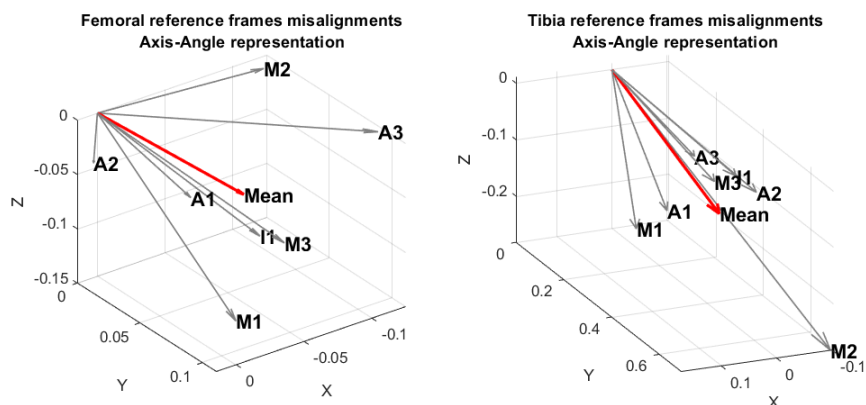 Femoral reference frames misalignments
Axis-Angle representation
M2
0
A3
-0.05
A2
Z
Mean
A1
-0.1
I1
M3
-0.15
0
M1
0.05
-0.1
Y
-0.05
0.1
0
X
Tibia reference frames misalignments
Axis-Angle representation
0
-0.1
A3
Z
M3
I1
A2
-0.2
A1
Mean
M1
0
0.2
0.4
M2
Y
0.6
-0.1
0
0.1
X